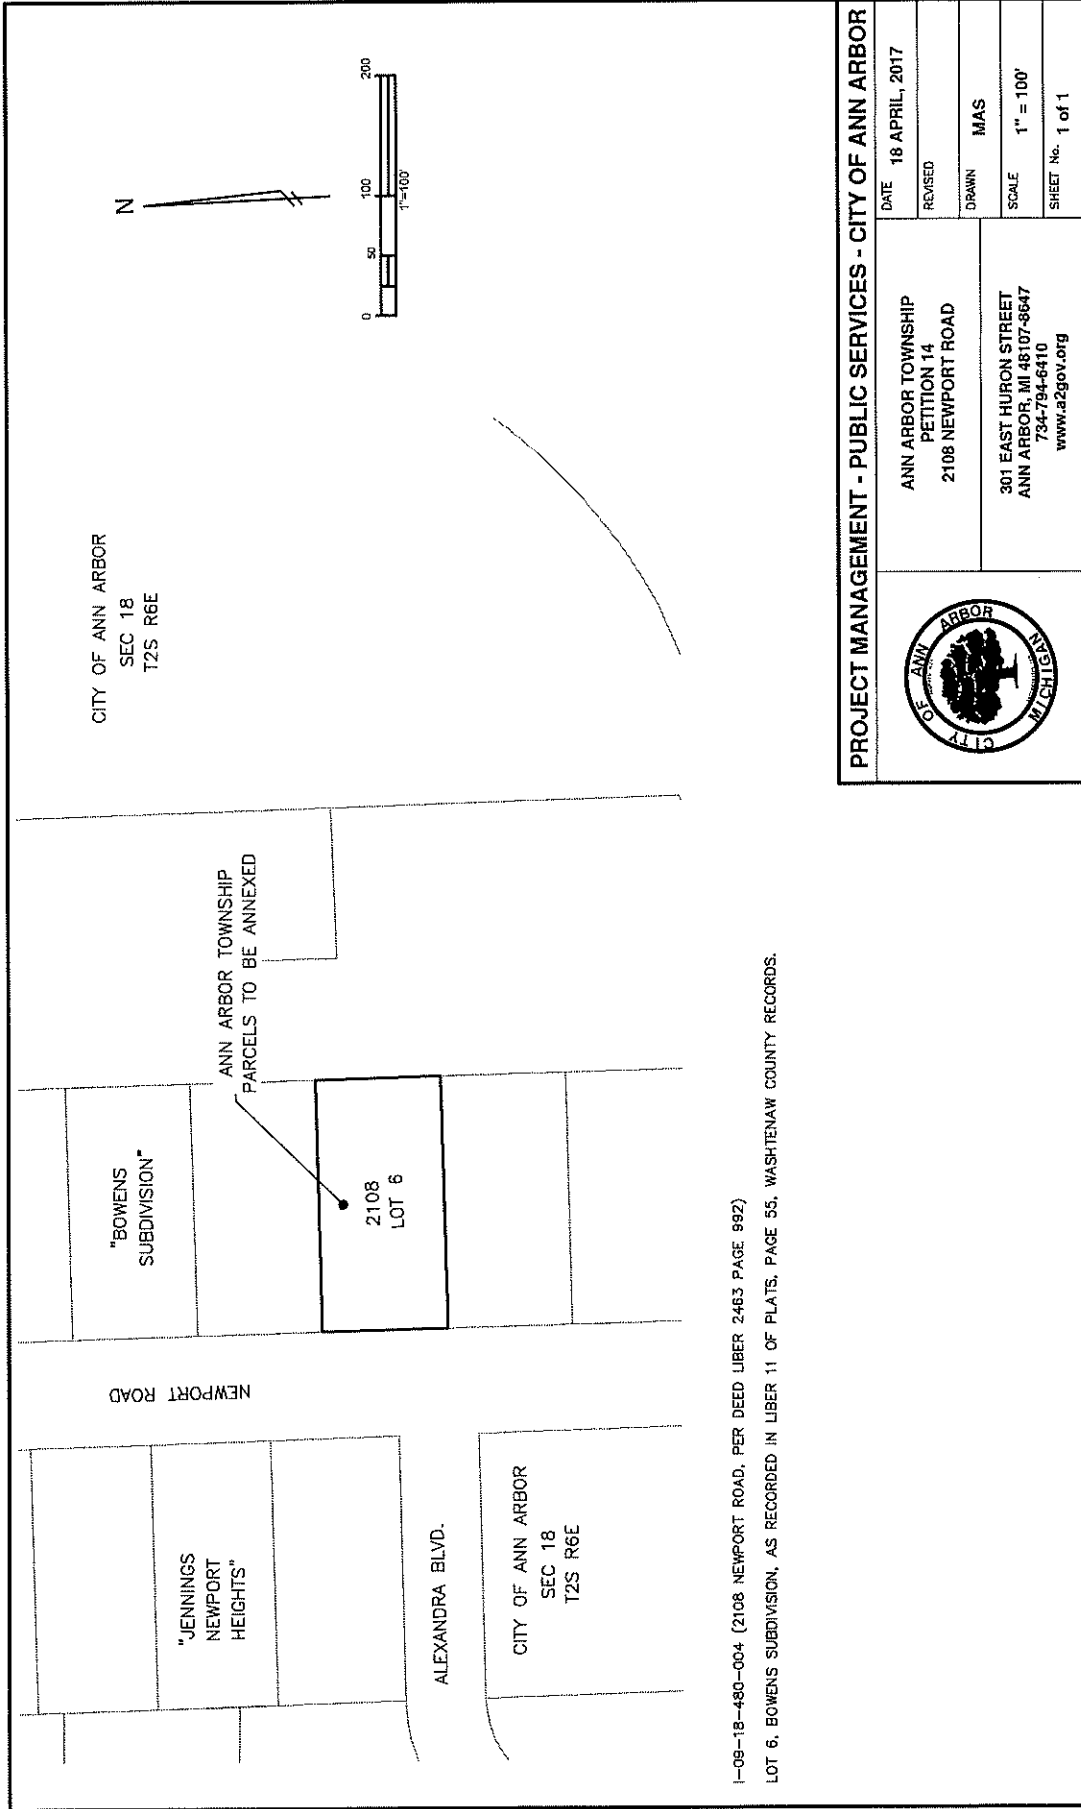 CITY OF ANN ARBOR
SEC 18
T2S R6E
N
0
50
100
200
1"=100'
"BOWENS
SUBDIVISION"
ANN ARBOR TOWNSHIP
PARCELS TO BE ANNEXED
2108
LOT 6
NEWPORT ROAD
"JENNINGS
NEWPORT
HEIGHTS"
ALEXANDRA BLVD.
CITY OF ANN ARBOR
SEC 18
T2S R6E
I-09-18-480-004 (2108 NEWPORT ROAD, PER DEED LIBER 2463 PAGE 992)
LOT 6, BOWENS SUBDIVISION, AS RECORDED IN LIBER 11 OF PLATS, PAGE 55, WASHTENAW COUNTY RECORDS.
PROJECT MANAGEMENT - PUBLIC SERVICES - CITY OF ANN ARBOR
CITY OF ANN ARBOR
MICHIGAN
ANN ARBOR TOWNSHIP
PETITION 14
2108 NEWPORT ROAD
301 EAST HURON STREET
ANN ARBOR, MI 48107-8647
734-794-6410
www.a2gov.org
DATE 18 APRIL, 2017
REVISED
DRAWN MAS
SCALE 1" = 100'
SHEET No. 1 of 1